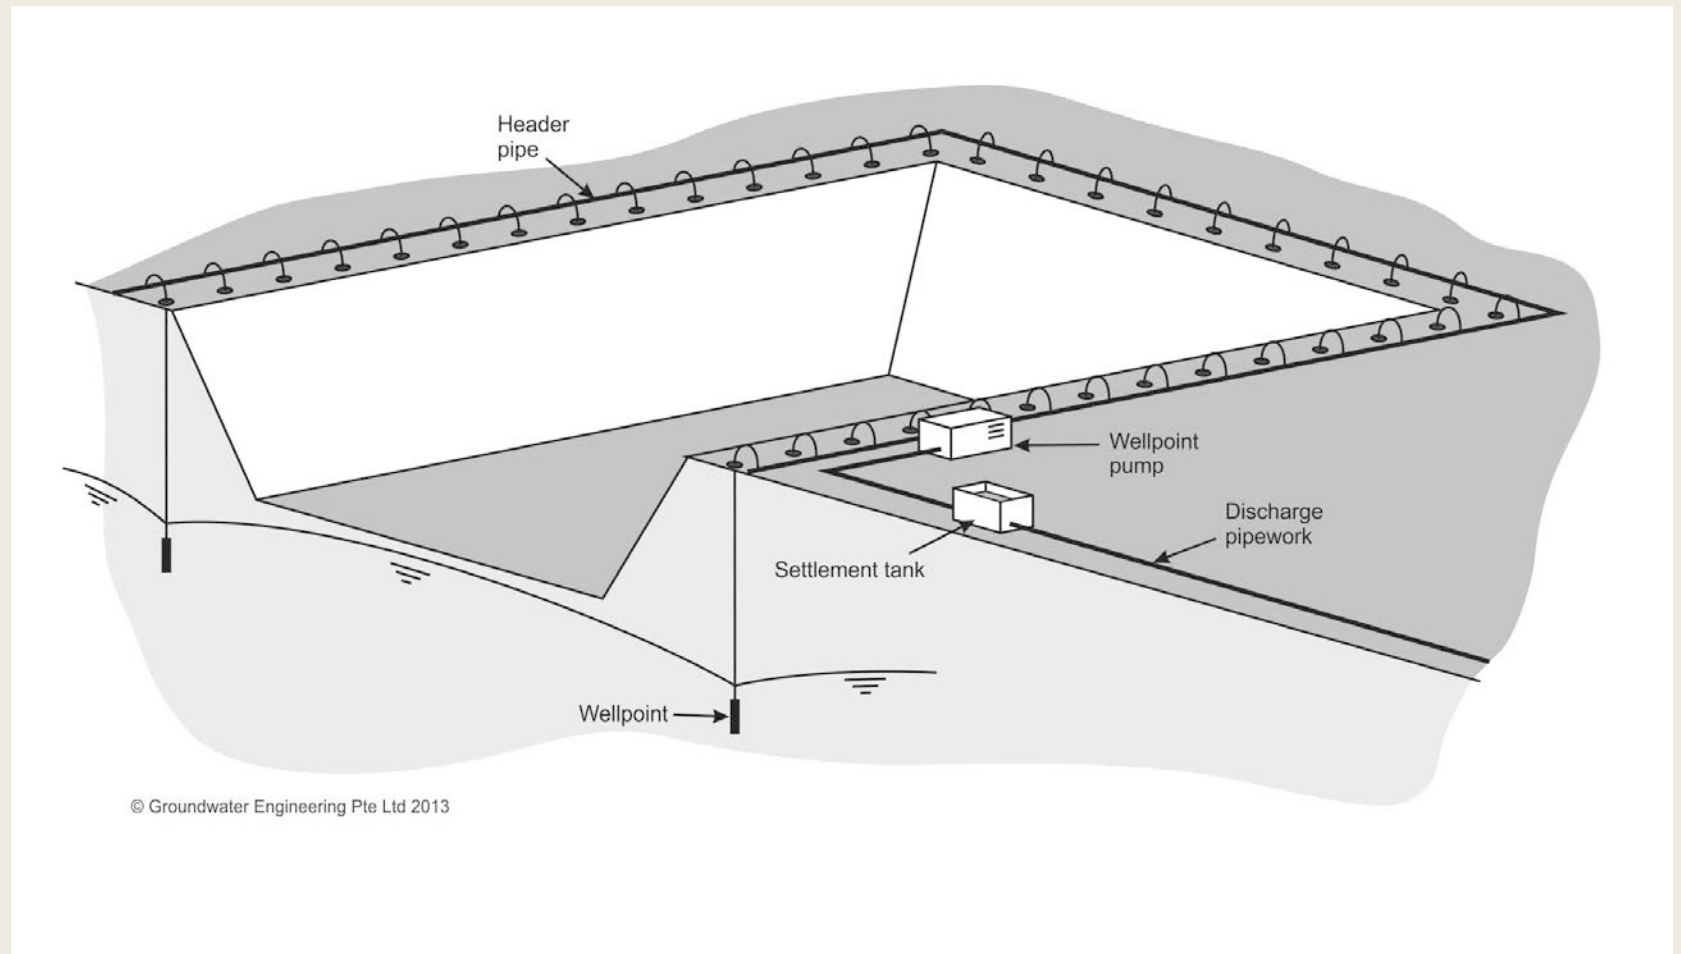 Header
pipe
Wellpoint
pump
Discharge
pipework
Settlement tank
Wellpoint
© Groundwater Engineering Pte Ltd 2013